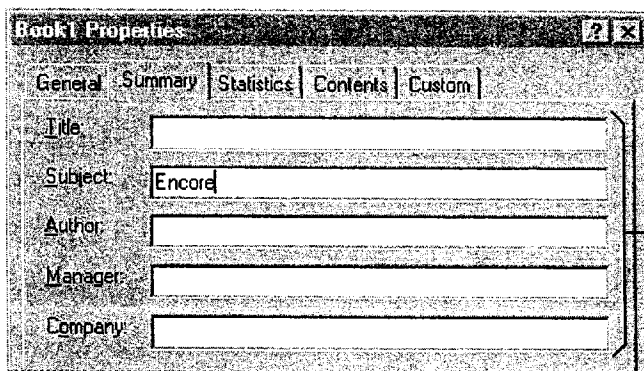 Book1 Properties ? X
General Summary Statistics Contents Custom
Title:
Subject: Encore
Author:
Manager:
Company: